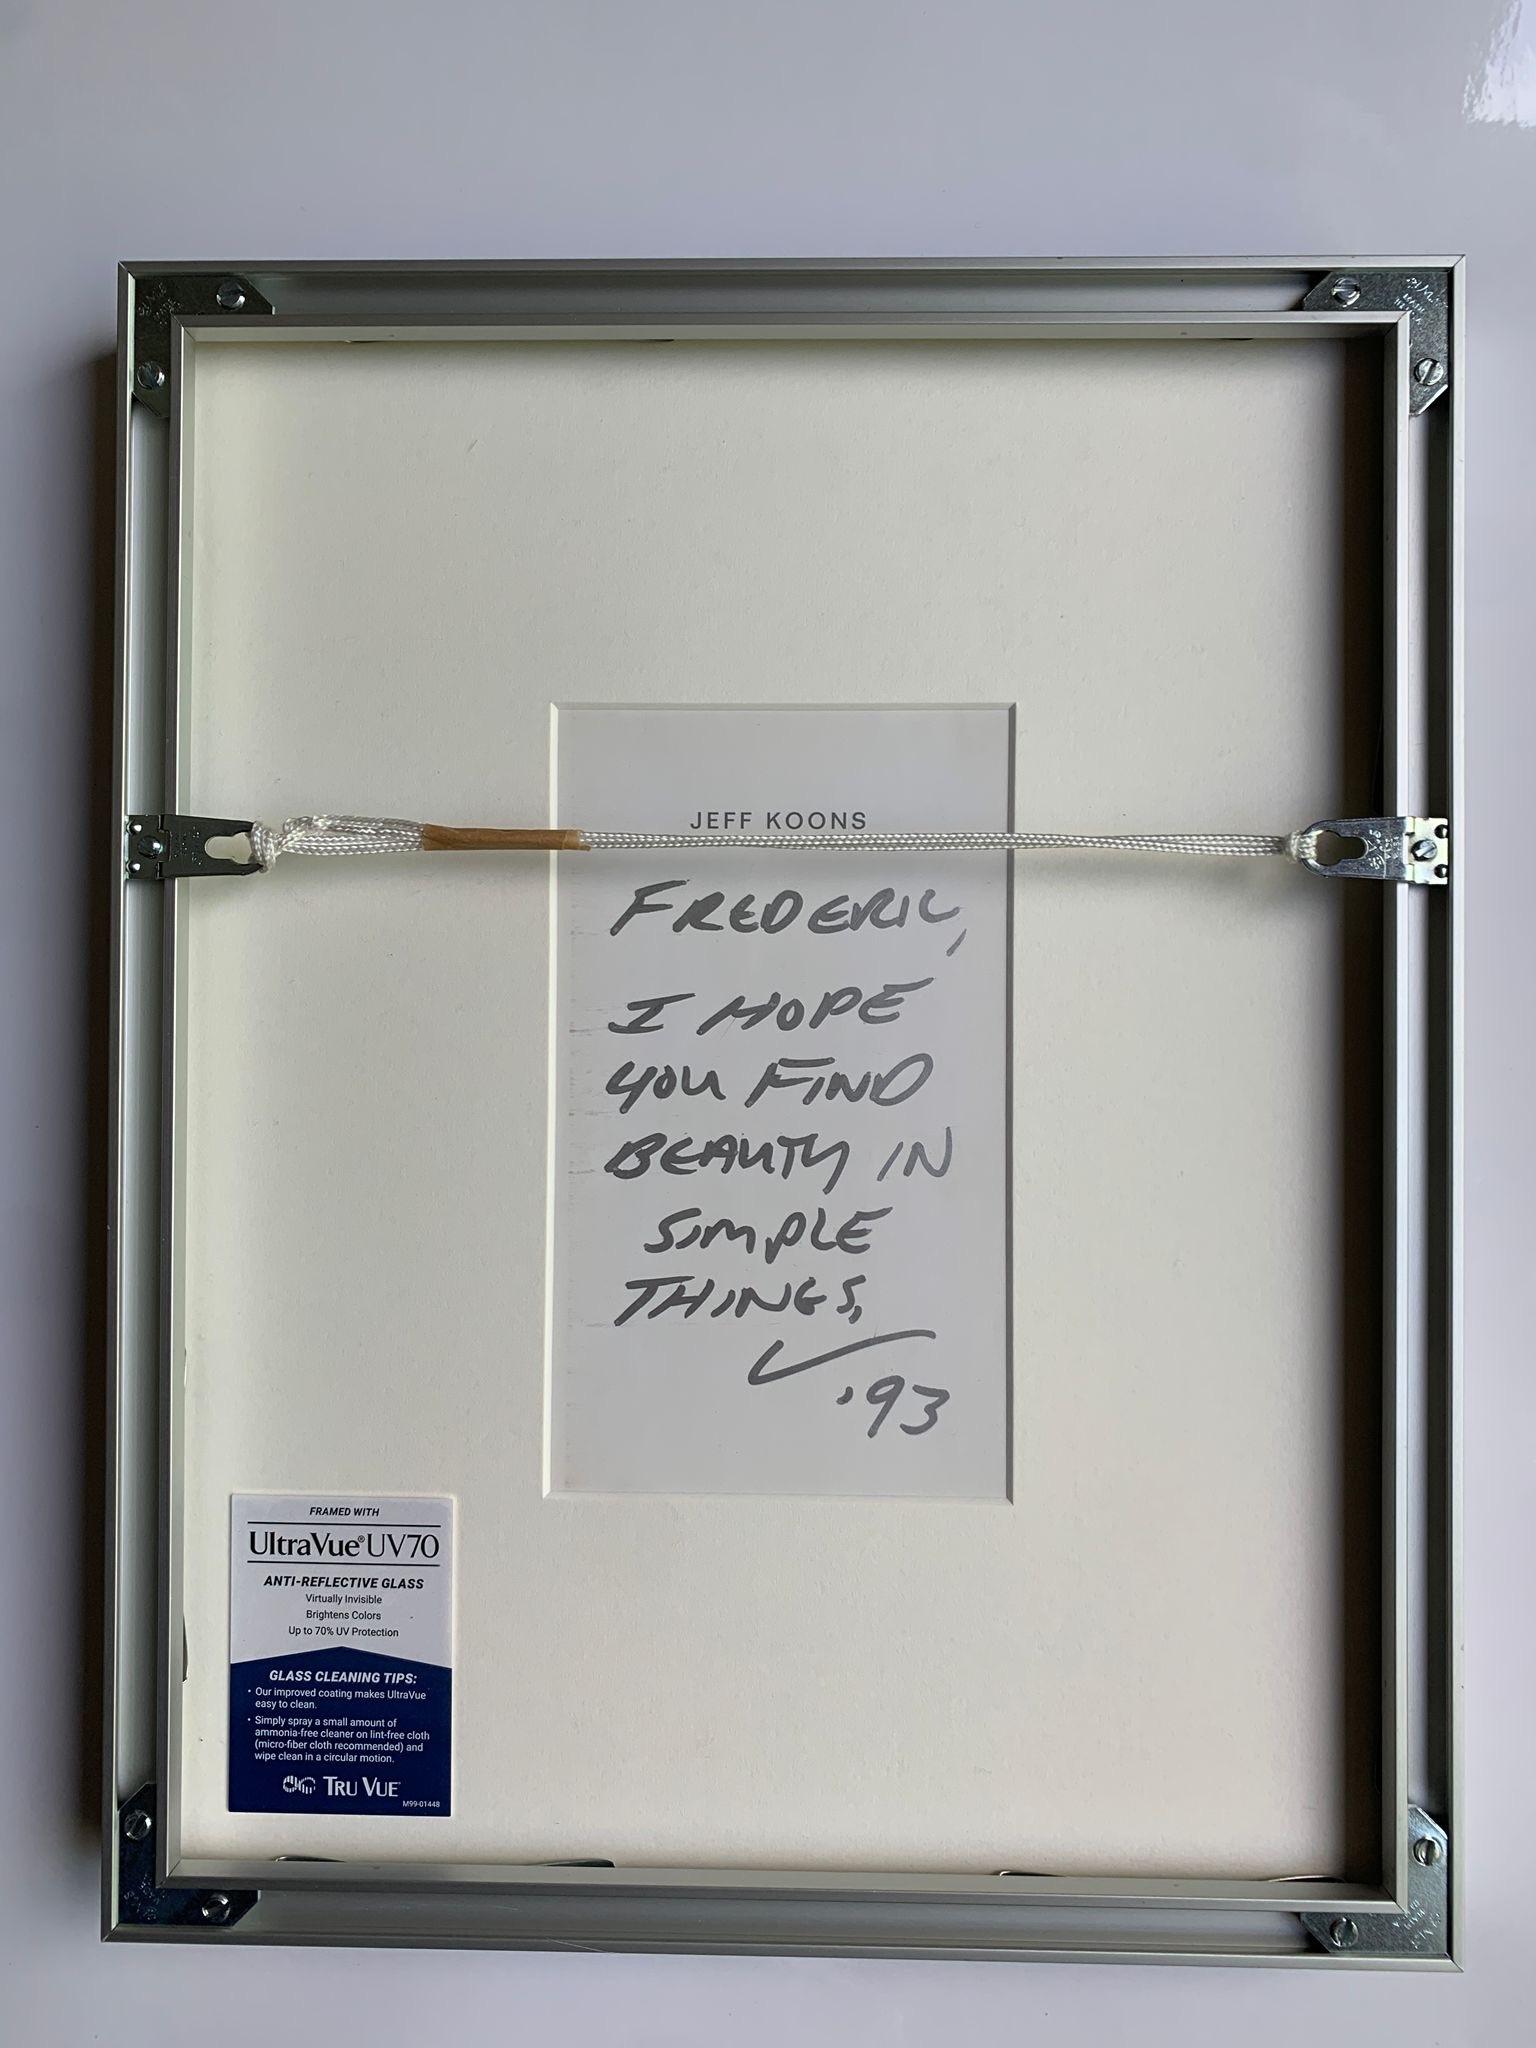 JEFF KOONS
FREDERIC,
I HOPE
YOU FIND
BEAUTY IN
SIMPLE
THINGS,
'93
FRAMED WITH
UltraVue® UV70
ANTI-REFLECTIVE GLASS
Virtually Invisible
Brightens Colors
Up to 70% UV Protection
GLASS CLEANING TIPS:
• Our improved coating makes UltraVue
easy to clean.
• Simply spray a small amount of
ammonia-free cleaner on lint-free cloth
(micro-fiber cloth recommended) and
wipe clean in a circular motion.
TRU VUE
M99-01448